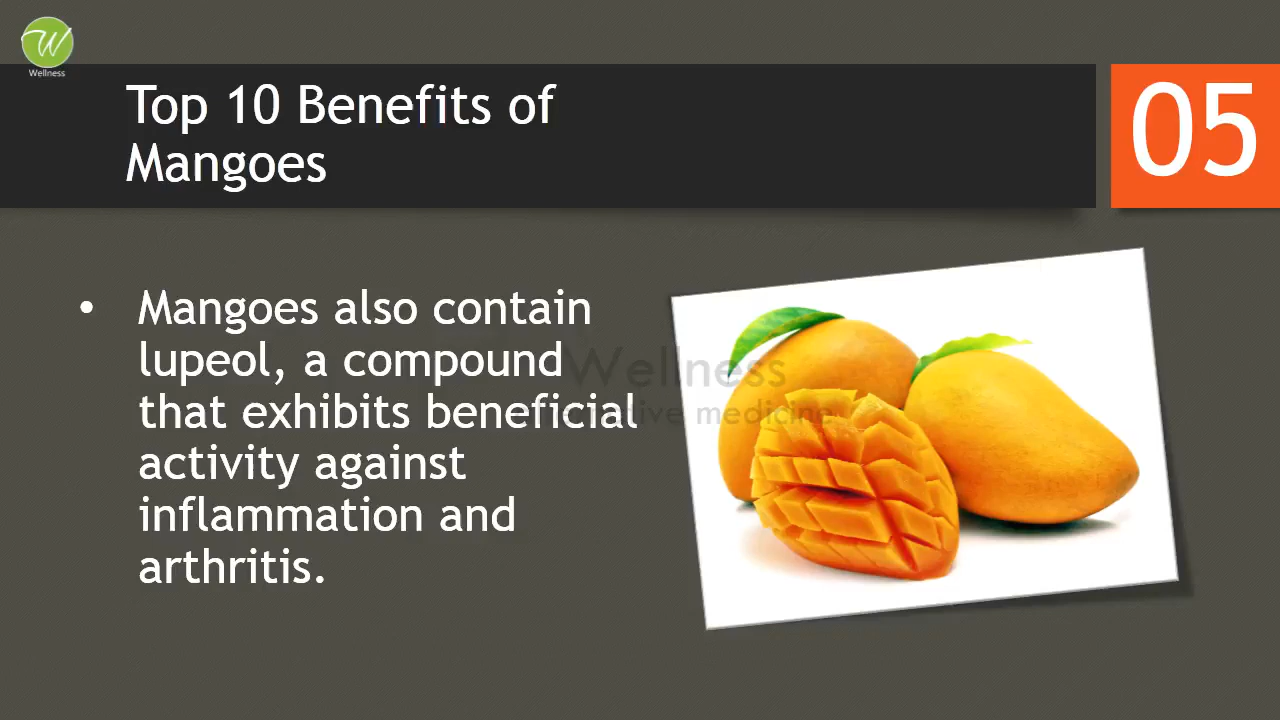 W
Wellness
Top 10 Benefits of
Mangoes
05
• Mangoes also contain
lupeol, a compound
that exhibits beneficial
activity against
inflammation and
arthritis.
Wellness
medicine